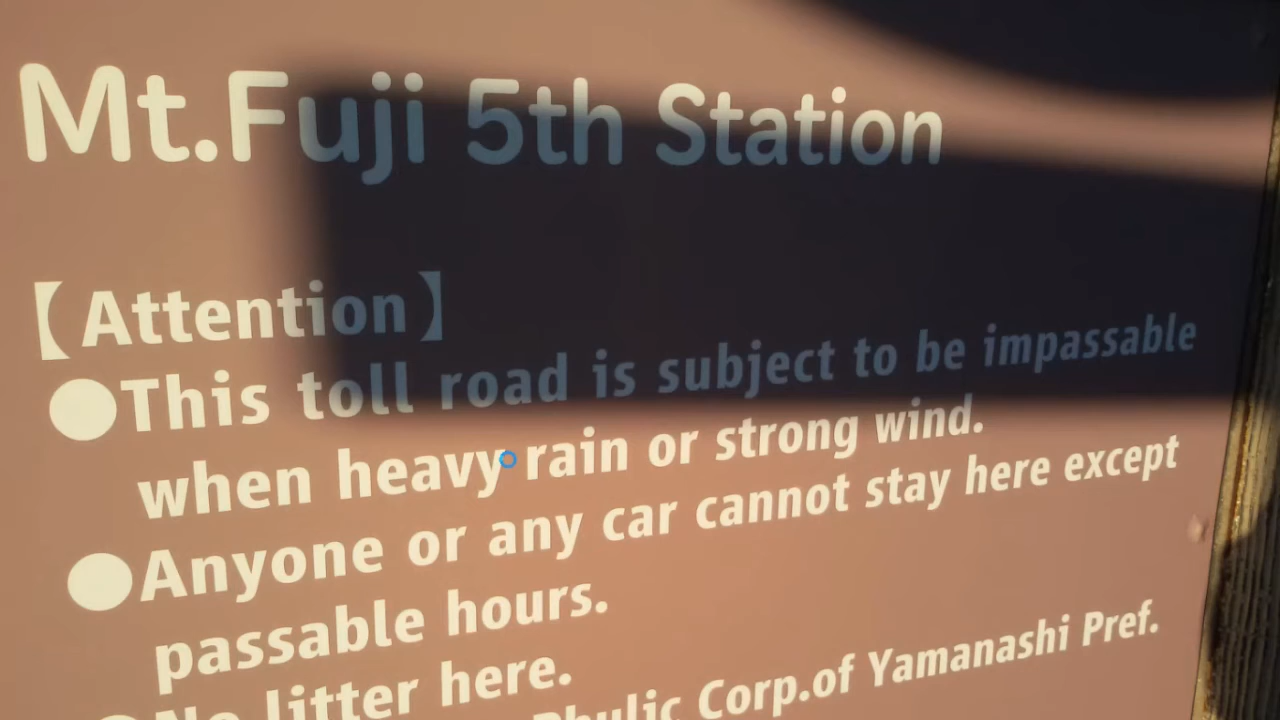 Mt.Fuji 5th Station
【Attention】
●This toll road is subject to be impassable
when heavy rain or strong wind.
●Anyone or any car cannot stay here except
passable hours.
●No litter here.
Corp.of Yamanashi Pref.